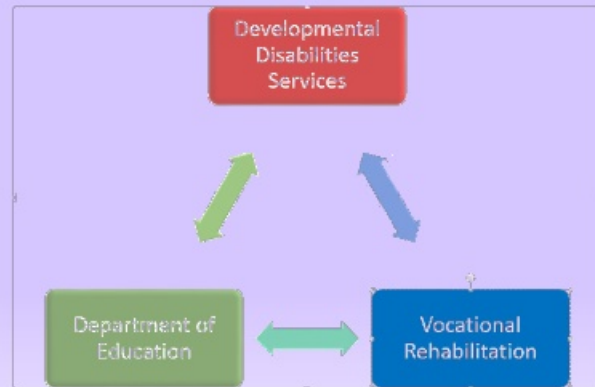 Developmental
Disabilities
Services
Department of
Education
Vocational
Rehabilitation